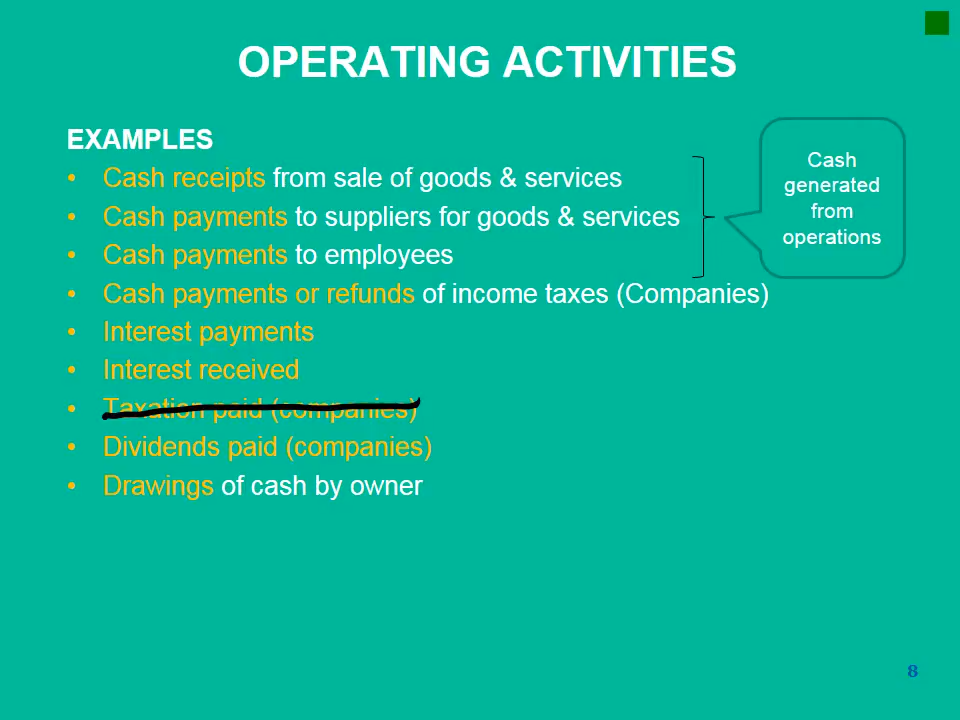 OPERATING ACTIVITIES
EXAMPLES
• Cash receipts from sale of goods & services
• Cash payments to suppliers for goods & services
• Cash payments to employees
• Cash payments or refunds of income taxes (Companies)
• Interest payments
• Interest received
• Taxation paid (companies)
• Dividends paid (companies)
• Drawings of cash by owner
Cash
generated
from
operations
8